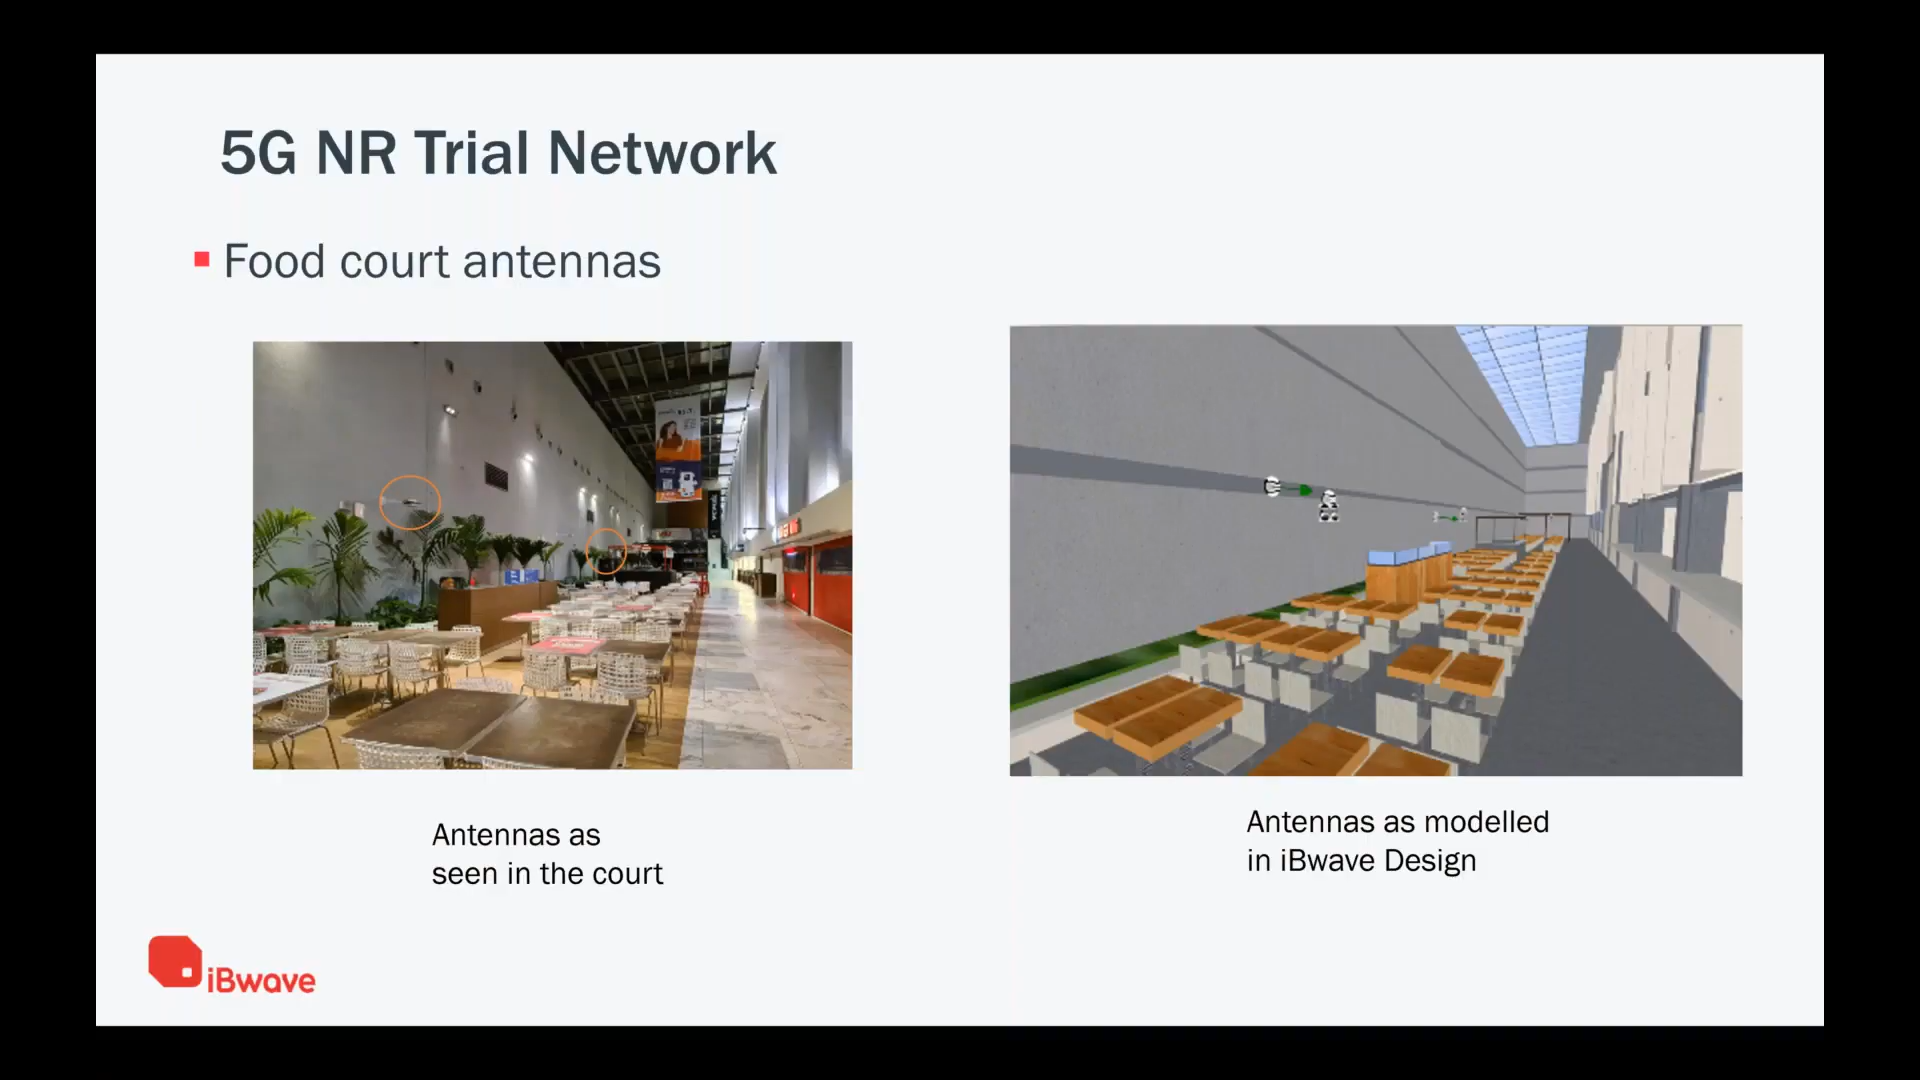 5G NR Trial Network
Food court antennas
Antennas as
seen in the court
Antennas as modelled
in iBwave Design
iBwave